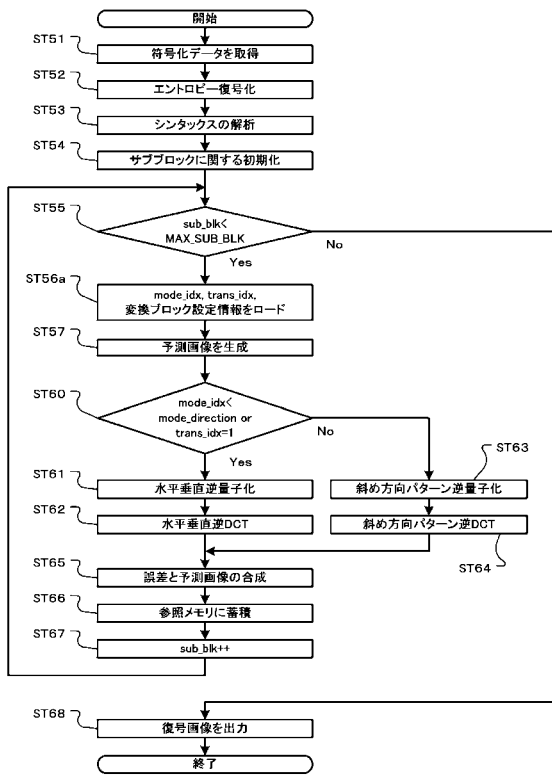 開始
ST51
符号化データを取得
ST52
エントロピー復号化
ST53
シンタックスの解析
ST54
サブブロックに関する初期化
ST55
sub_blk<
MAX_SUB_BLK
No
Yes
ST56a
mode_idx, trans_idx,
変換ブロック設定情報をロード
ST57
予測画像を生成
ST60
mode_idx<
mode_direction or
trans_idx=1
No
Yes
ST63
ST61
水平垂直逆量子化
斜め方向パターン逆量子化
ST62
水平垂直逆DCT
斜め方向パターン逆DCT
ST64
ST65
誤差と予測画像の合成
ST66
参照メモリに蓄積
ST67
sub_blk++
ST68
復号画像を出力
終了